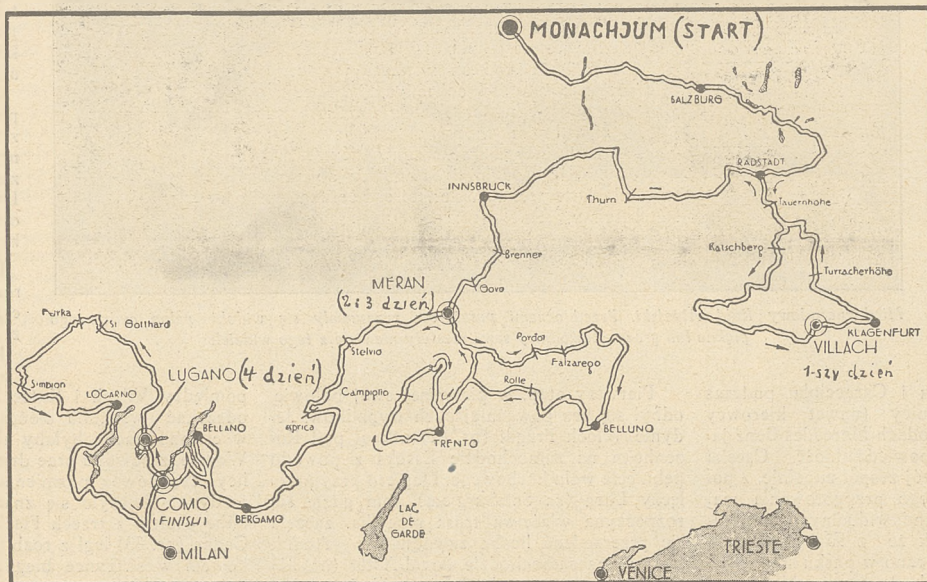 MONACHJUM (START)
SALZBURG
RADSTADT
INNSBRUCK
Thurn
Tauernhöhe
Katschberg
Brenner
Turracherhöhe
MERAN
(2 i 3 dzień)
Furka
St. Gotthard
KLAGENFURT
VILLACH
1-szy dzień
Stelvio
Pordoi
Falzarego
LUGANO (4 dzień)
Simplon
LOCARNO
Campiglio
Rolle
Aprica
BELLANO
TRENTO
BELLUNO
COMO
(FINISH)
BERGAMO
LAC
DE
GARDE
MILAN
TRIESTE
VENICE